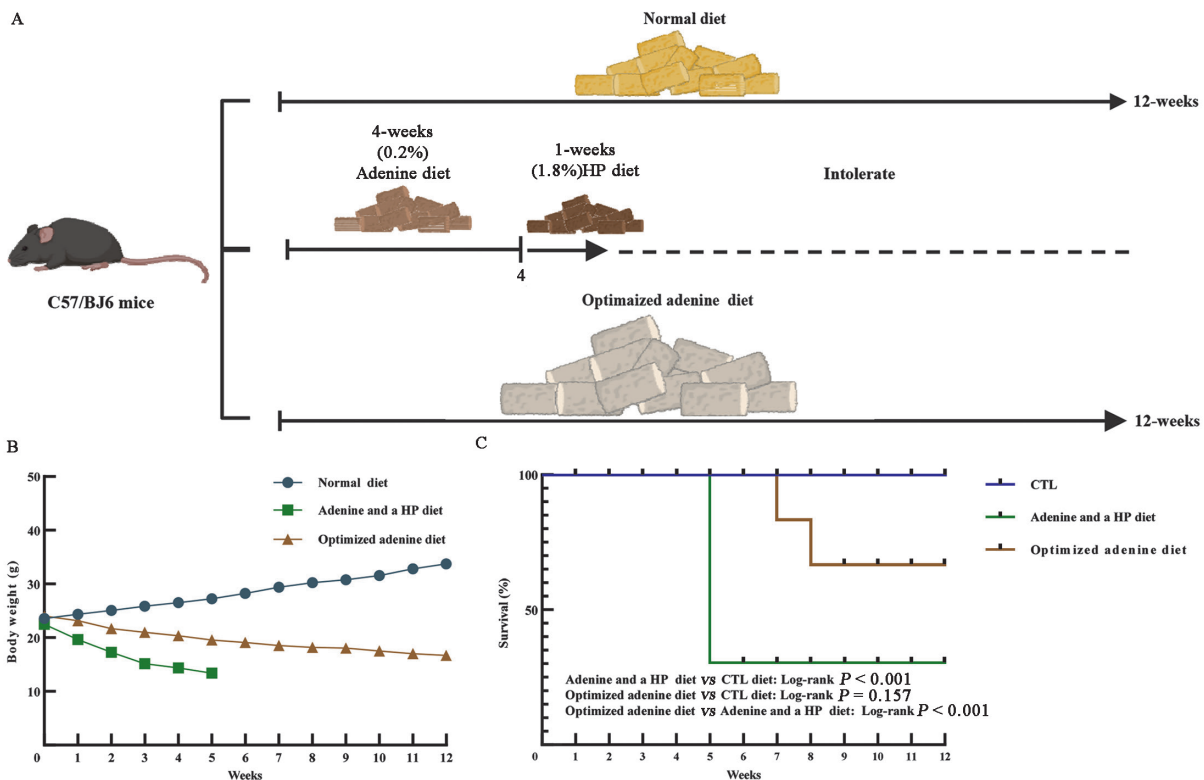 A
Normal diet
12-weeks
4-weeks
(0.2%)
Adenine diet
1-weeks
(1.8%)HP diet
Intolerate
4
C57/BJ6 mice
Optimaized adenine diet
12-weeks
B
50
40
30
20
10
0
1
2
3
4
5
6
7
8
9
10
11
12
Body weight (g)
Weeks
Normal diet
Adenine and a HP diet
Optimized adenine diet
C
100
50
0
1
2
3
4
5
6
7
8
9
10
11
12
Survival (%)
Weeks
CTL
Adenine and a HP diet
Optimized adenine diet
Adenine and a HP diet vs CTL diet: Log-rank P < 0.001
Optimized adenine diet vs CTL diet: Log-rank P = 0.157
Optimized adenine diet vs Adenine and a HP diet: Log-rank P < 0.001